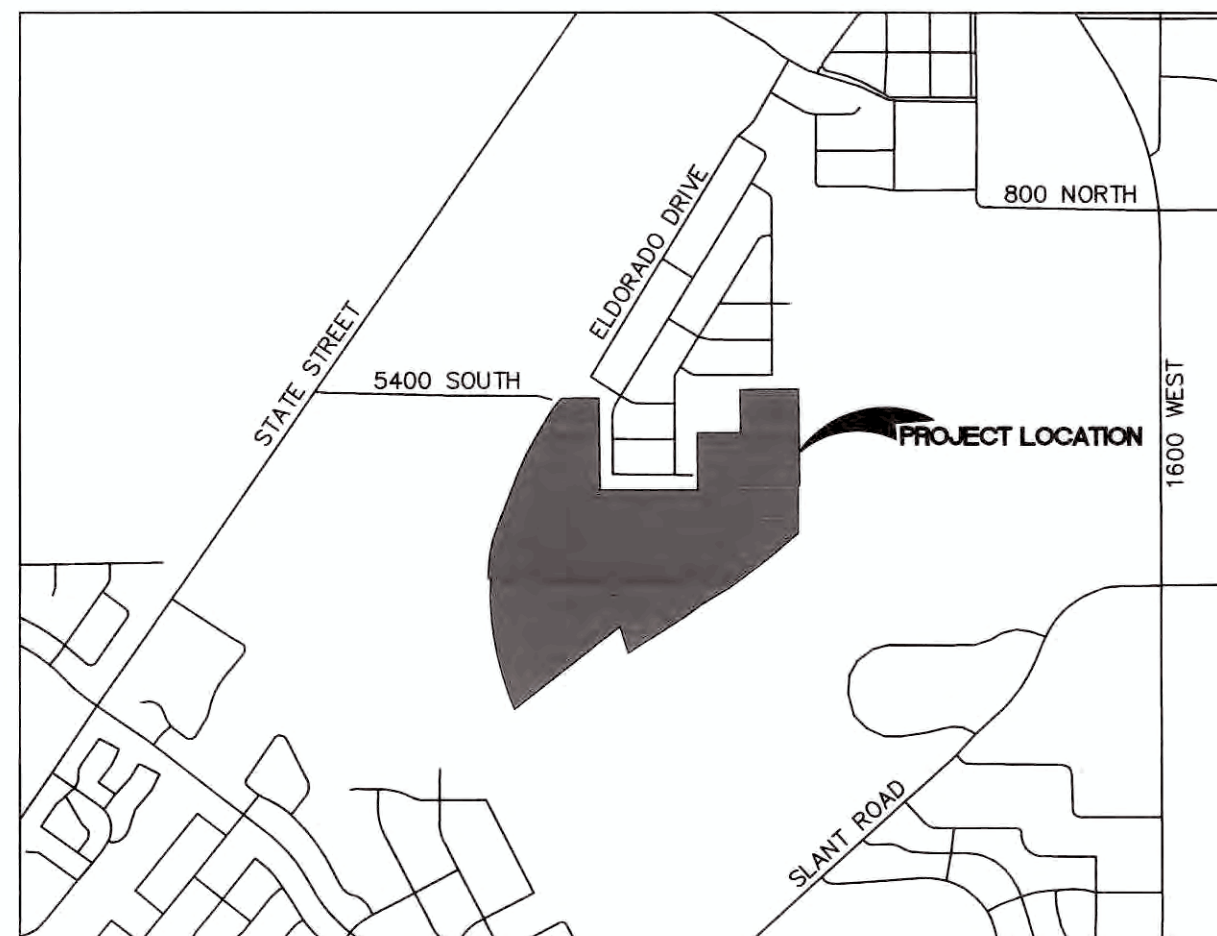 800 NORTH
ELDORADO DRIVE
STATE STREET
5400 SOUTH
1600 WEST
PROJECT LOCATION
SLANT ROAD